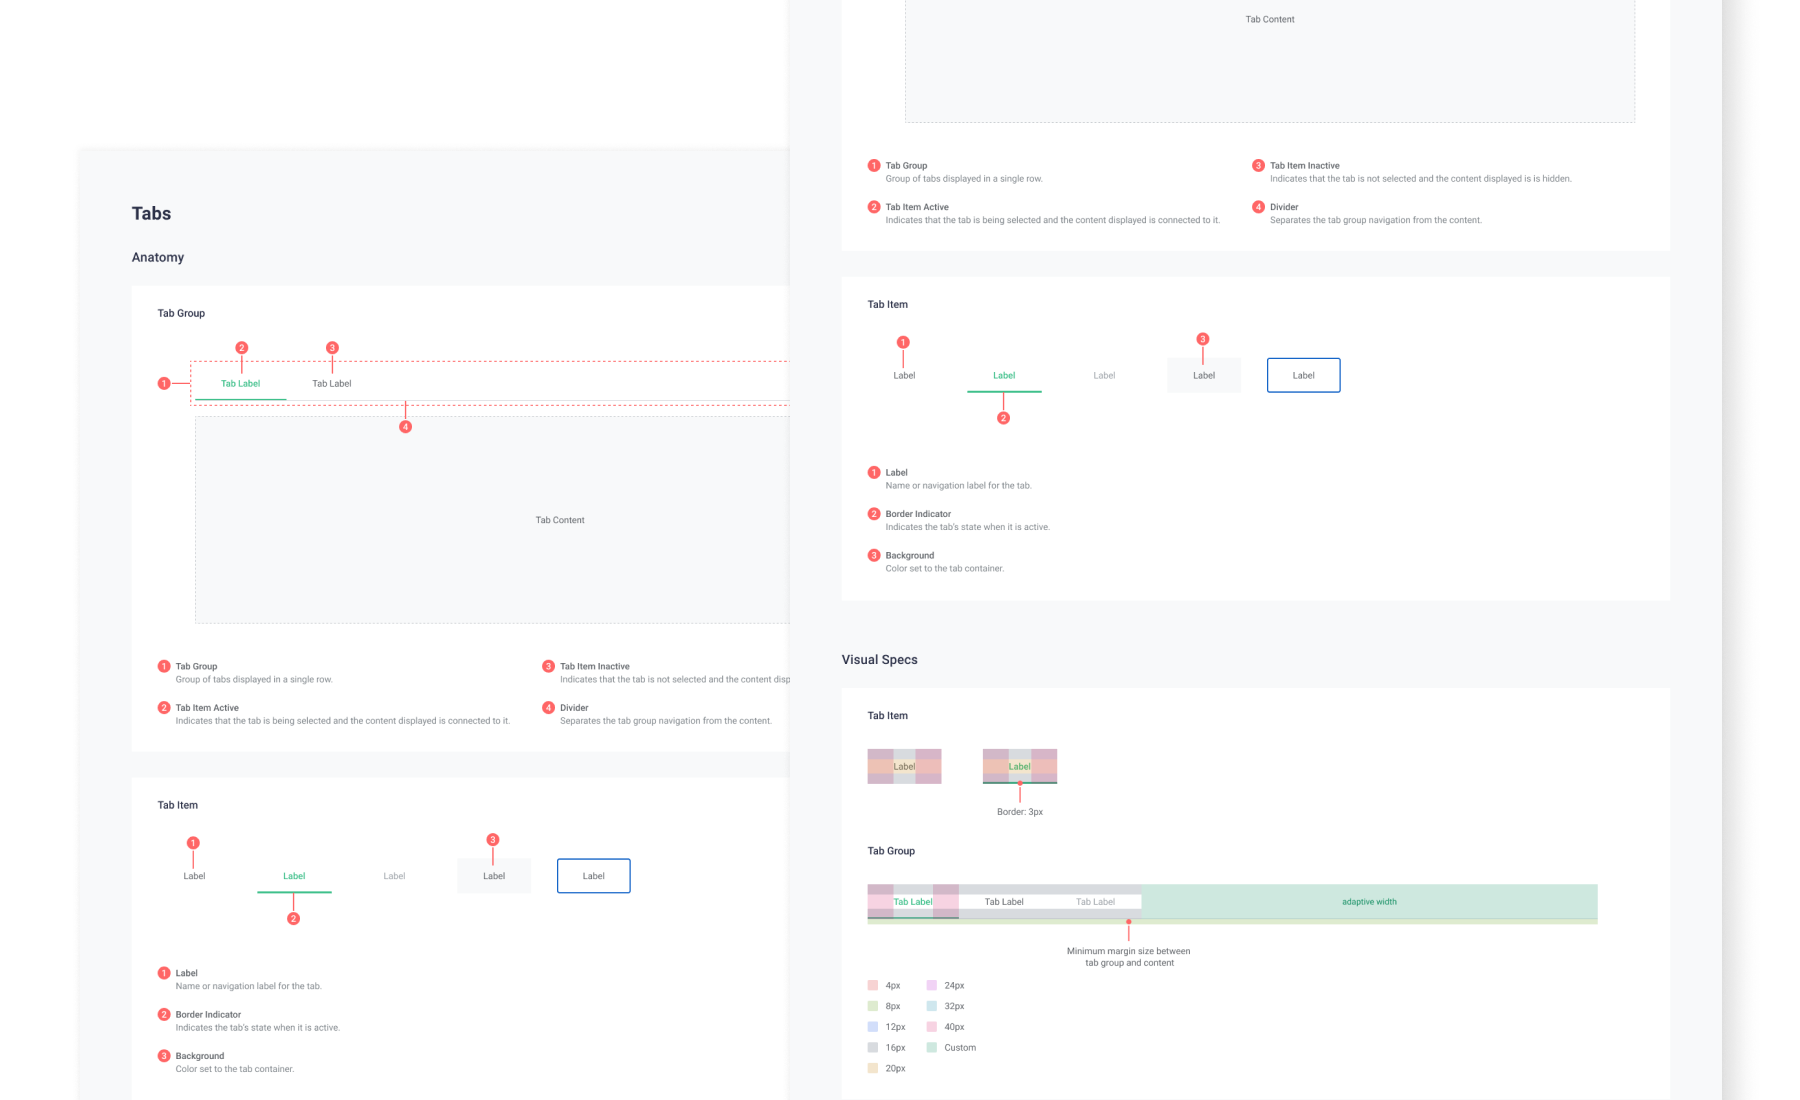 Tabs
Anatomy
Tab Group
2
3
1
Tab Label
Tab Label
4
Tab Content
1 Tab Group
Group of tabs displayed in a single row.
2 Tab Item Active
Indicates that the tab is being selected and the content displayed is connected to it.
3 Tab Item Inactive
Indicates that the tab is not selected and the content disp
4 Divider
Separates the tab group navigation from the content.
Tab Item
1
3
Label
Label
Label
Label
Label
2
1 Label
Name or navigation label for the tab.
2 Border Indicator
Indicates the tab's state when it is active.
3 Background
Color set to the tab container.
Tab Content
1 Tab Group
Group of tabs displayed in a single row.
2 Tab Item Active
Indicates that the tab is being selected and the content displayed is connected to it.
3 Tab Item Inactive
Indicates that the tab is not selected and the content displayed is is hidden.
4 Divider
Separates the tab group navigation from the content.
Tab Item
1
3
Label
Label
Label
Label
Label
2
1 Label
Name or navigation label for the tab.
2 Border Indicator
Indicates the tab's state when it is active.
3 Background
Color set to the tab container.
Visual Specs
Tab Item
Label
Label
Border: 3px
Tab Group
Tab Label
Tab Label
Tab Label
adaptive width
Minimum margin size between
tab group and content
4px
8px
12px
16px
20px
24px
32px
40px
Custom